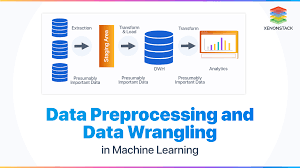 XENONSTACK
Extraction
Transform
& Load
Transform
Staging Area
DWH
Analytics
Presumably
Important Data
Presumably
Important Data
Presumably
Important Data
Data Preprocessing and
Data Wrangling
in Machine Learning